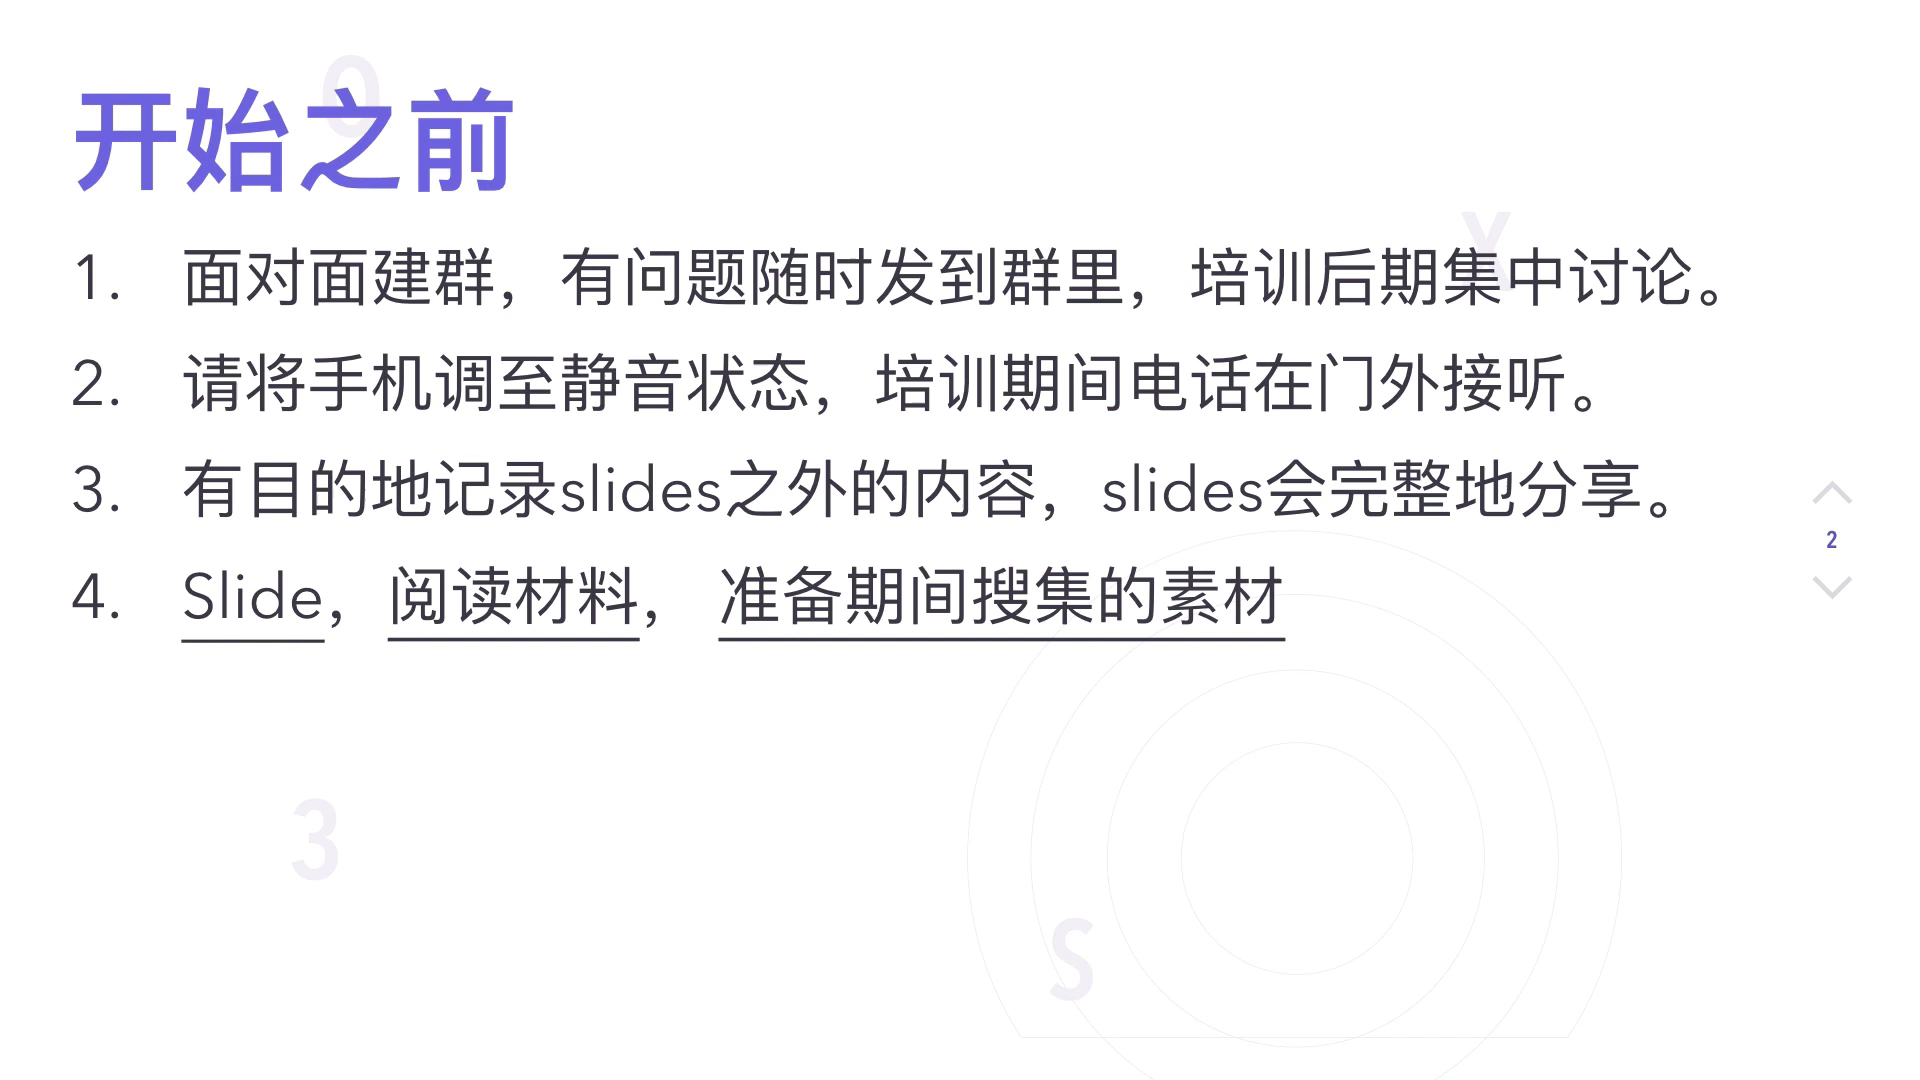 开始之前
1. 面对面建群，有问题随时发到群里，培训后期集中讨论。
2. 请将手机调至静音状态，培训期间电话在门外接听。
3. 有目的地记录slides之外的内容，slides会完整地分享。
4. Slide，阅读材料， 准备期间搜集的素材
2
0
X
3
S